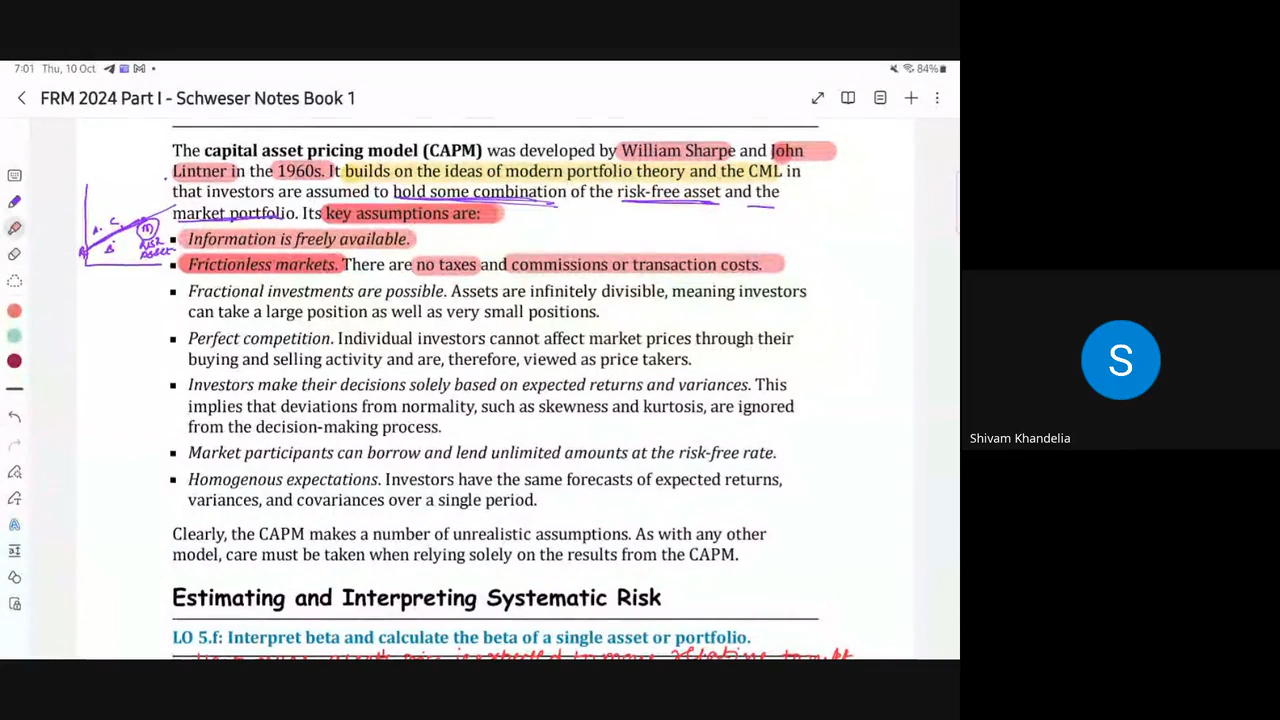 7:01 Thu, 10 Oct
84%
FRM 2024 Part I - Schweser Notes Book 1
The capital asset pricing model (CAPM) was developed by William Sharpe and John
Lintner in the 1960s. It builds on the ideas of modern portfolio theory and the CML in
that investors are assumed to hold some combination of the risk-free asset and the
market portfolio. Its key assumptions are:
Information is freely available.
Frictionless markets. There are no taxes and commissions or transaction costs.
Fractional investments are possible. Assets are infinitely divisible, meaning investors
can take a large position as well as very small positions.
Perfect competition. Individual investors cannot affect market prices through their
buying and selling activity and are, therefore, viewed as price takers.
Investors make their decisions solely based on expected returns and variances. This
implies that deviations from normality, such as skewness and kurtosis, are ignored
from the decision-making process.
Market participants can borrow and lend unlimited amounts at the risk-free rate.
Homogenous expectations. Investors have the same forecasts of expected returns,
variances, and covariances over a single period.
Clearly, the CAPM makes a number of unrealistic assumptions. As with any other
model, care must be taken when relying solely on the results from the CAPM.
Estimating and Interpreting Systematic Risk
LO 5.f: Interpret beta and calculate the beta of a single asset or portfolio.
S
Shivam Khandelia